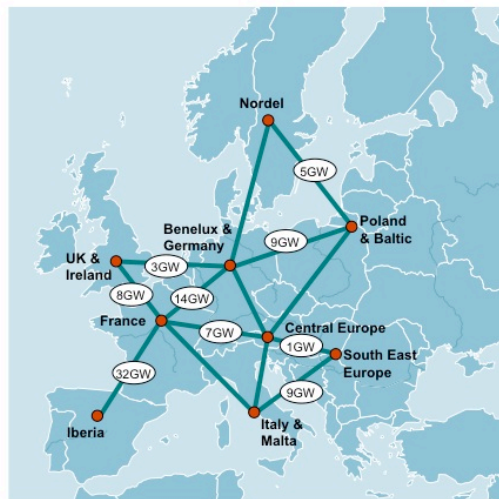 Nordel
5GW
Benelux &
Germany
Poland
& Baltic
9GW
UK &
Ireland
3GW
8GW
14GW
France
7GW
Central Europe
1GW
South East
Europe
32GW
9GW
Iberia
Italy &
Malta